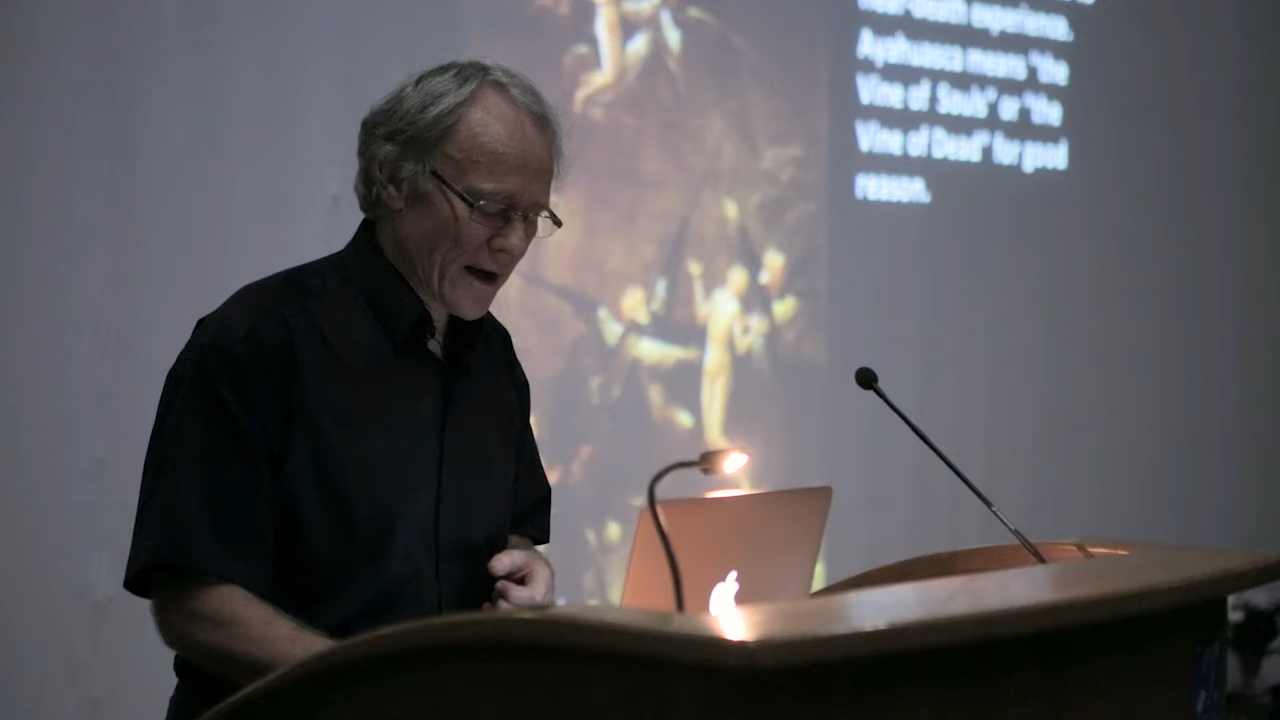 near-death experience.
Ayahuasca means "the
Vine of Souls" or "the
Vine of Dead" for good
reason.